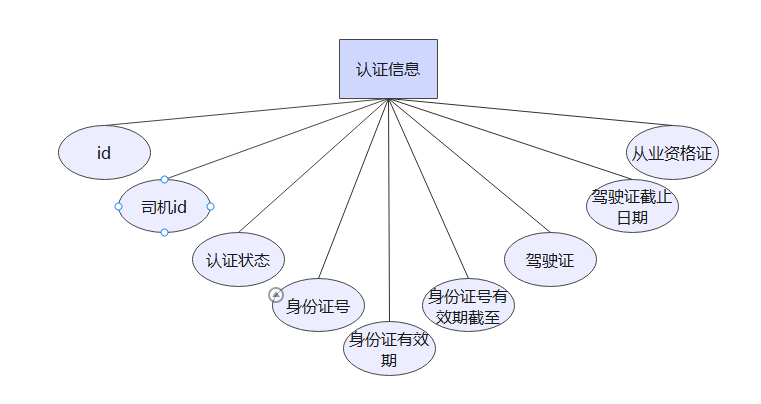 认证信息
id
司机id
认证状态
身份证号
身份证有效
期
身份证号有
效期截至
驾驶证
驾驶证截止
日期
从业资格证